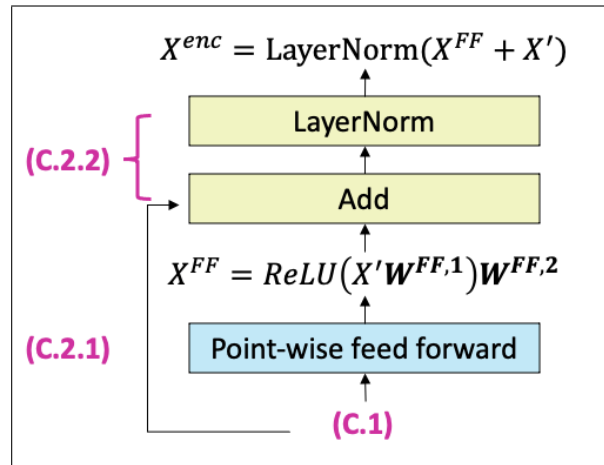 X^{enc} = LayerNorm(X^{FF} + X′)
LayerNorm
(C.2.2)
Add
X^{FF} = ReLU(X′W^{FF,1})W^{FF,2}
(C.2.1)
Point-wise feed forward
(C.1)